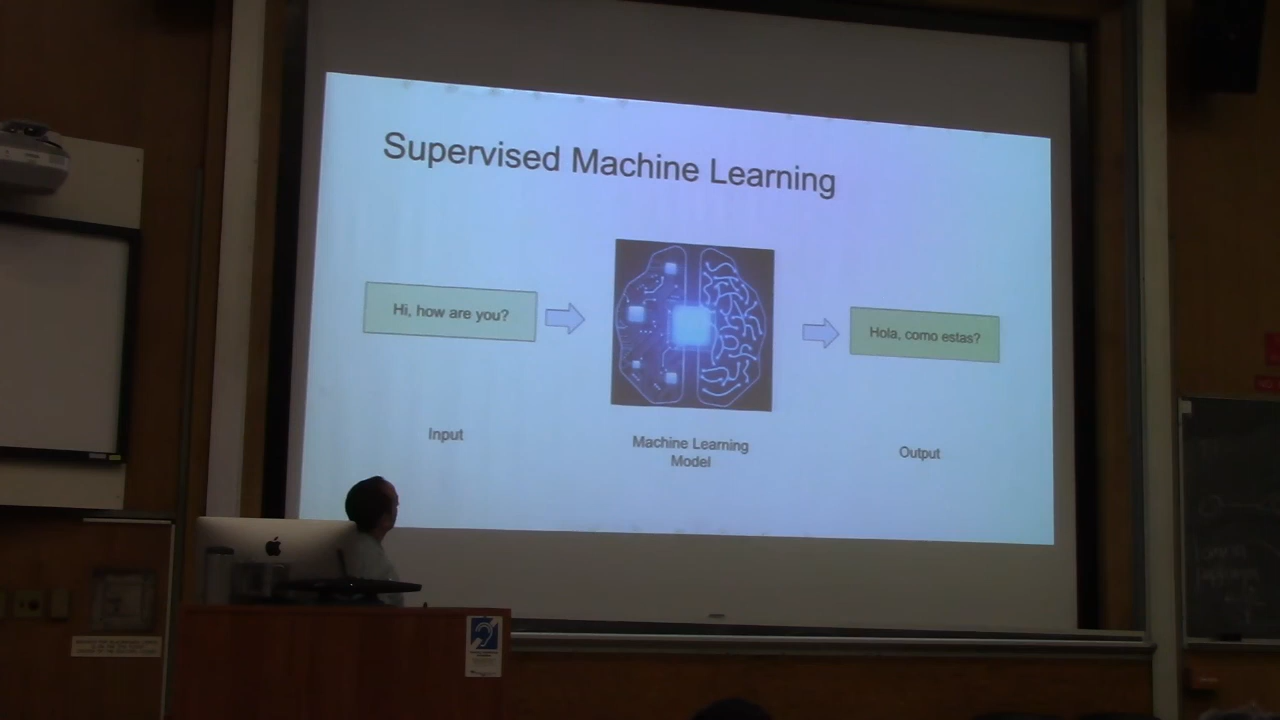 Supervised Machine Learning
Hi, how are you?
Hola, como estas?
Input
Machine Learning
Model
Output